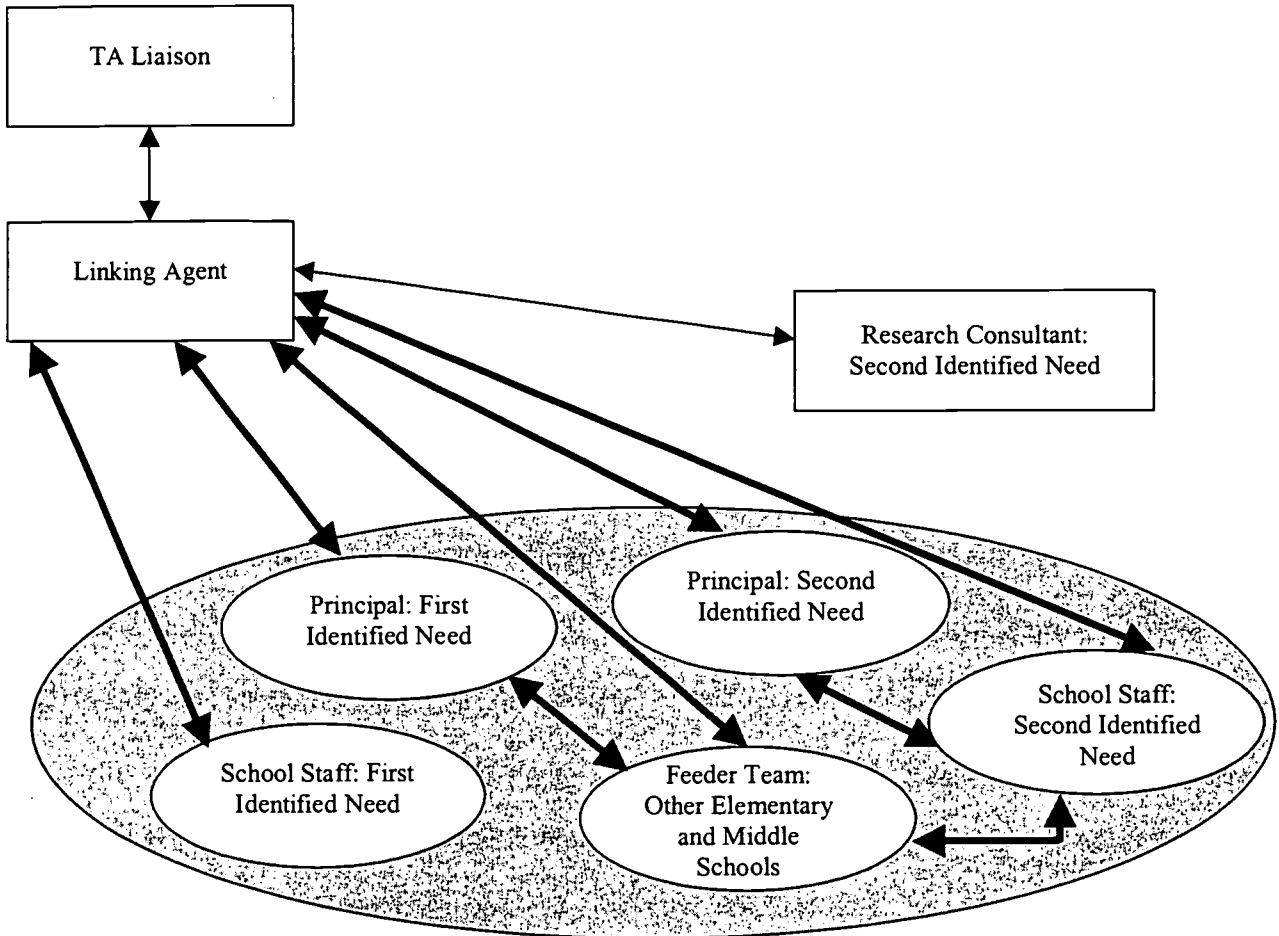 TA Liaison
Linking Agent
Research Consultant:
Second Identified Need
Principal: First
Identified Need
Principal: Second
Identified Need
School Staff: First
Identified Need
Feeder Team:
Other Elementary
and Middle
Schools
School Staff:
Second Identified
Need